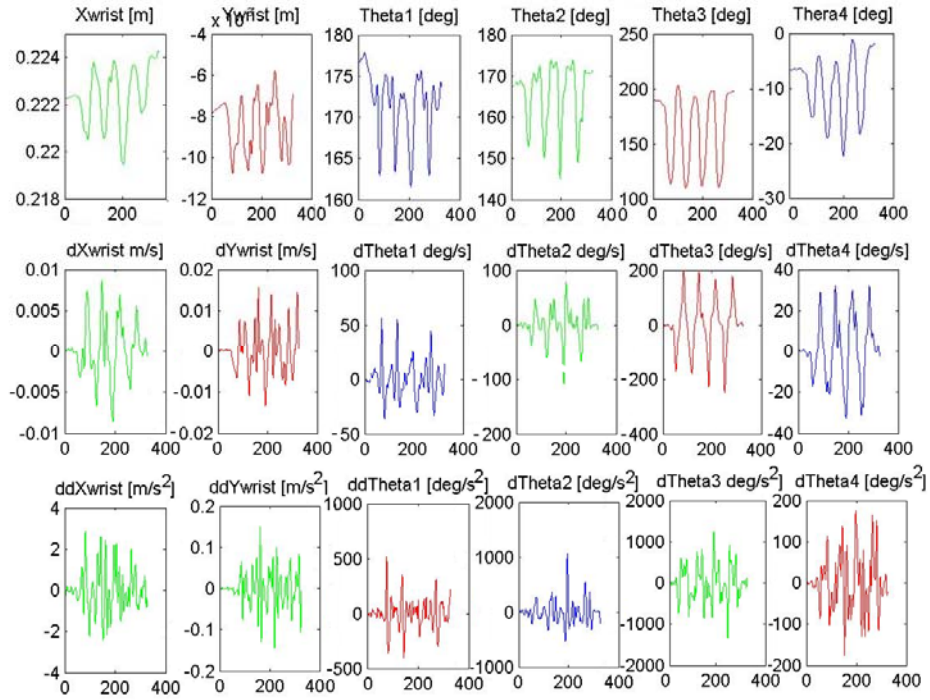 Xwrist [m]
x 10
Ywrist [m]
Theta1 [deg]
Theta2 [deg]
Theta3 [deg]
Thera4 [deg]
0.224
0.222
0.22
0.218
0 200 400
-4
-6
-8
-10
-12
0 200 400
180
175
170
165
160
0 200 400
180
170
160
150
140
0 200 400
250
200
150
100
0 200 400
0
-10
-20
-30
0 200 400
dXwrist m/s]
dYwrist [m/s]
dTheta1 deg/s]
dTheta2 deg/s]
dTheta3 [deg/s]
dTheta4 [deg/s]
0.01
0.005
0
-0.005
-0.01
0 200 400
0.02
0.01
0
-0.01
-0.02
0 200 400
100
50
0
-50
0 200 400
200
100
0
-100
-200
0 200 400
200
0
-200
-400
0 200 400
40
20
0
-20
-40
0 200 400
ddXwrist [m/s²]
ddYwrist [m/s²]
ddTheta1 [deg/s²]
dTheta2 [deg/s²]
dTheta3 deg/s²]
dTheta4 [deg/s²]
4
2
0
-2
-4
0 200 400
0.2
0.1
0
-0.1
-0.2
0 200 400
1000
500
0
-500
0 200 400
2000
1000
0
1000
0 200 400
2000
1000
0
-1000
2000
0 200 400
200
100
0
-100
200
0 200 400